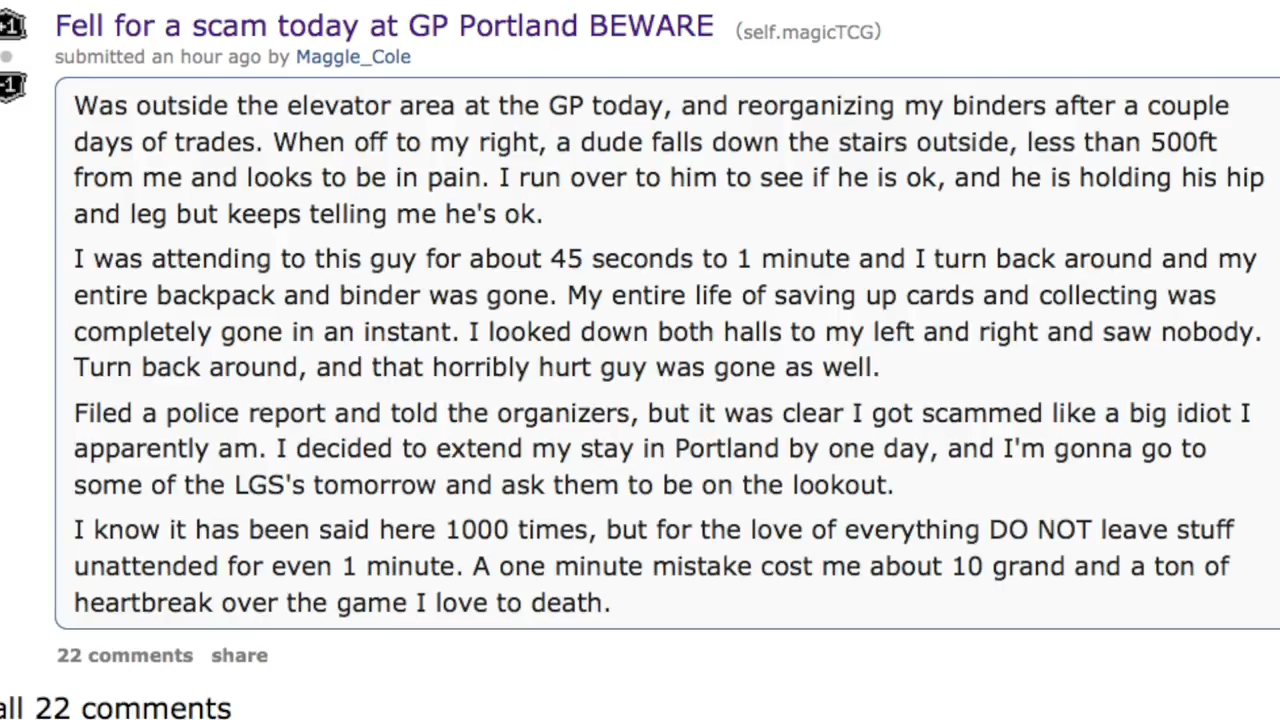 +1
Fell for a scam today at GP Portland BEWARE (self.magicTCG)
submitted an hour ago by Maggle_Cole
-1
Was outside the elevator area at the GP today, and reorganizing my binders after a couple
days of trades. When off to my right, a dude falls down the stairs outside, less than 500ft
from me and looks to be in pain. I run over to him to see if he is ok, and he is holding his hip
and leg but keeps telling me he's ok.
I was attending to this guy for about 45 seconds to 1 minute and I turn back around and my
entire backpack and binder was gone. My entire life of saving up cards and collecting was
completely gone in an instant. I looked down both halls to my left and right and saw nobody.
Turn back around, and that horribly hurt guy was gone as well.
Filed a police report and told the organizers, but it was clear I got scammed like a big idiot I
apparently am. I decided to extend my stay in Portland by one day, and I'm gonna go to
some of the LGS's tomorrow and ask them to be on the lookout.
I know it has been said here 1000 times, but for the love of everything DO NOT leave stuff
unattended for even 1 minute. A one minute mistake cost me about 10 grand and a ton of
heartbreak over the game I love to death.
22 comments share
all 22 comments